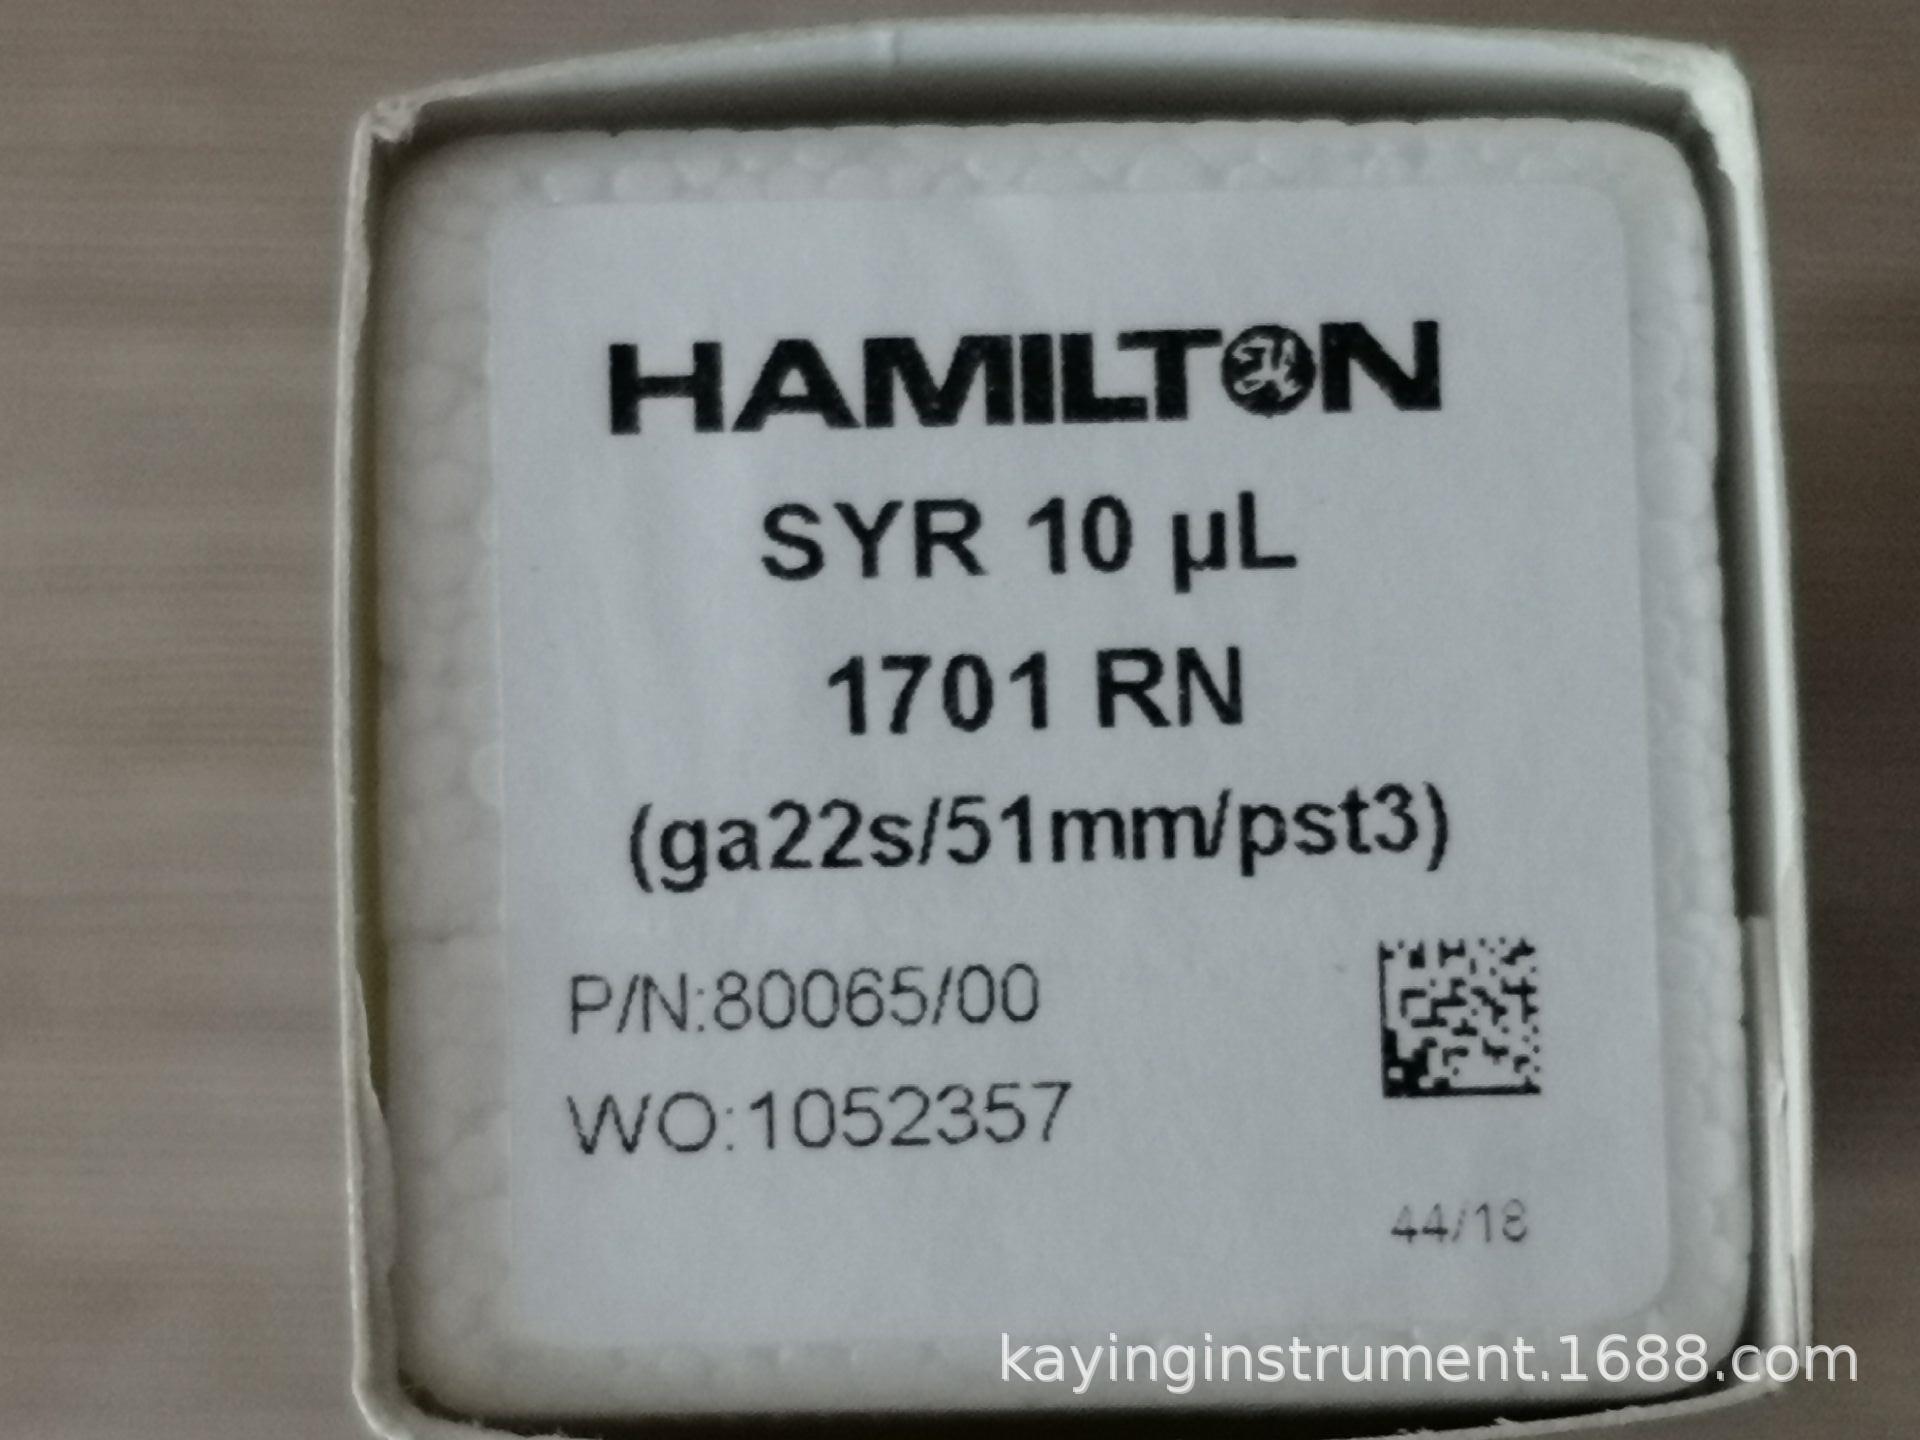 HAMILTON
SYR 10 µL
1701 RN
(ga22s/51mm/pst3)
P/N:80065/00
WO:1052357
44/18
kayinginstrument.1688.com